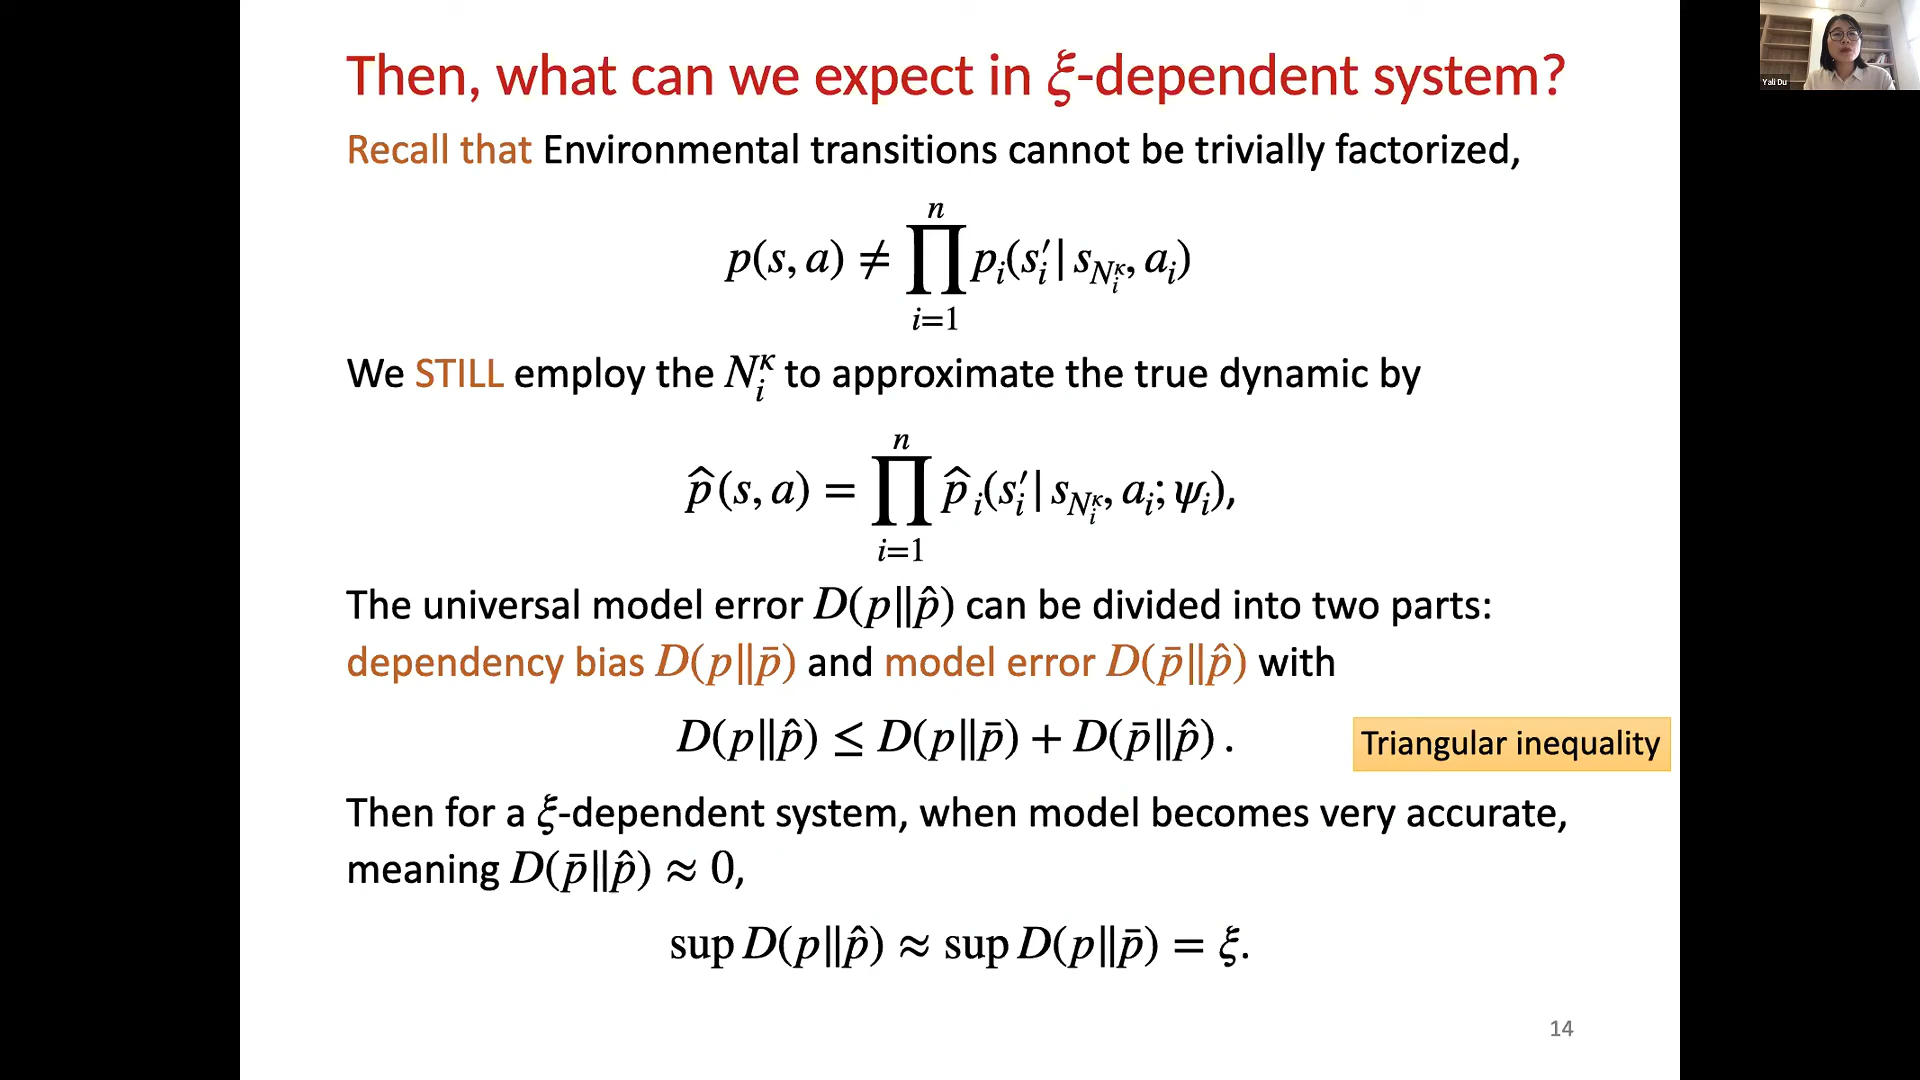 Then, what can we expect in ξ-dependent system?
Yali Du
Recall that Environmental transitions cannot be trivially factorized,
p(s, a) ≠ ∏_{i=1}^{n} p_i(s_i′ | s_{N_i^κ}, a_i)
We STILL employ the N_i^κ to approximate the true dynamic by
p̂(s, a) = ∏_{i=1}^{n} p̂_i(s_i′ | s_{N_i^κ}, a_i; ψ_i),
The universal model error D(p‖p̂) can be divided into two parts:
dependency bias D(p‖p̄) and model error D(p̄‖p̂) with
D(p‖p̂) ≤ D(p‖p̄) + D(p̄‖p̂) .
Triangular inequality
Then for a ξ-dependent system, when model becomes very accurate,
meaning D(p̄‖p̂) ≈ 0,
sup D(p‖p̂) ≈ sup D(p‖p̄) = ξ.
14